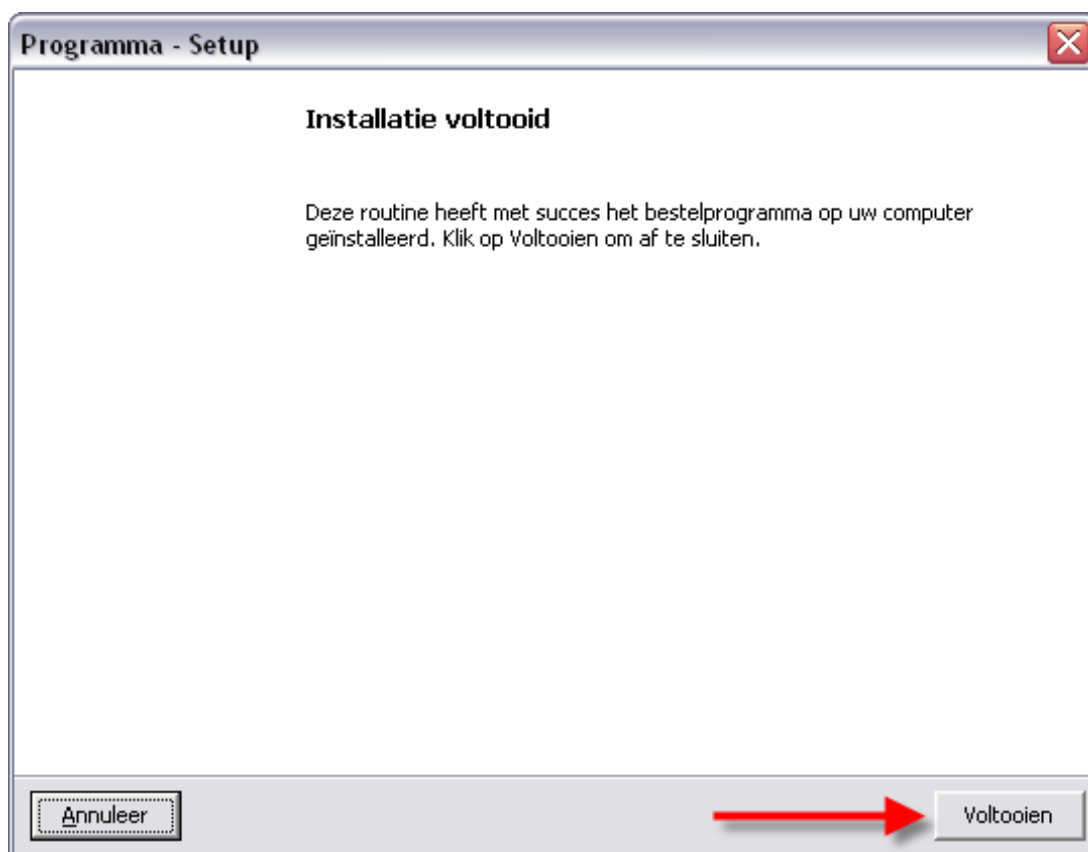 Programma - Setup
Installatie voltooid
Deze routine heeft met succes het bestelprogramma op uw computer
geïnstalleerd. Klik op Voltooien om af te sluiten.
Annuleer
Voltooien